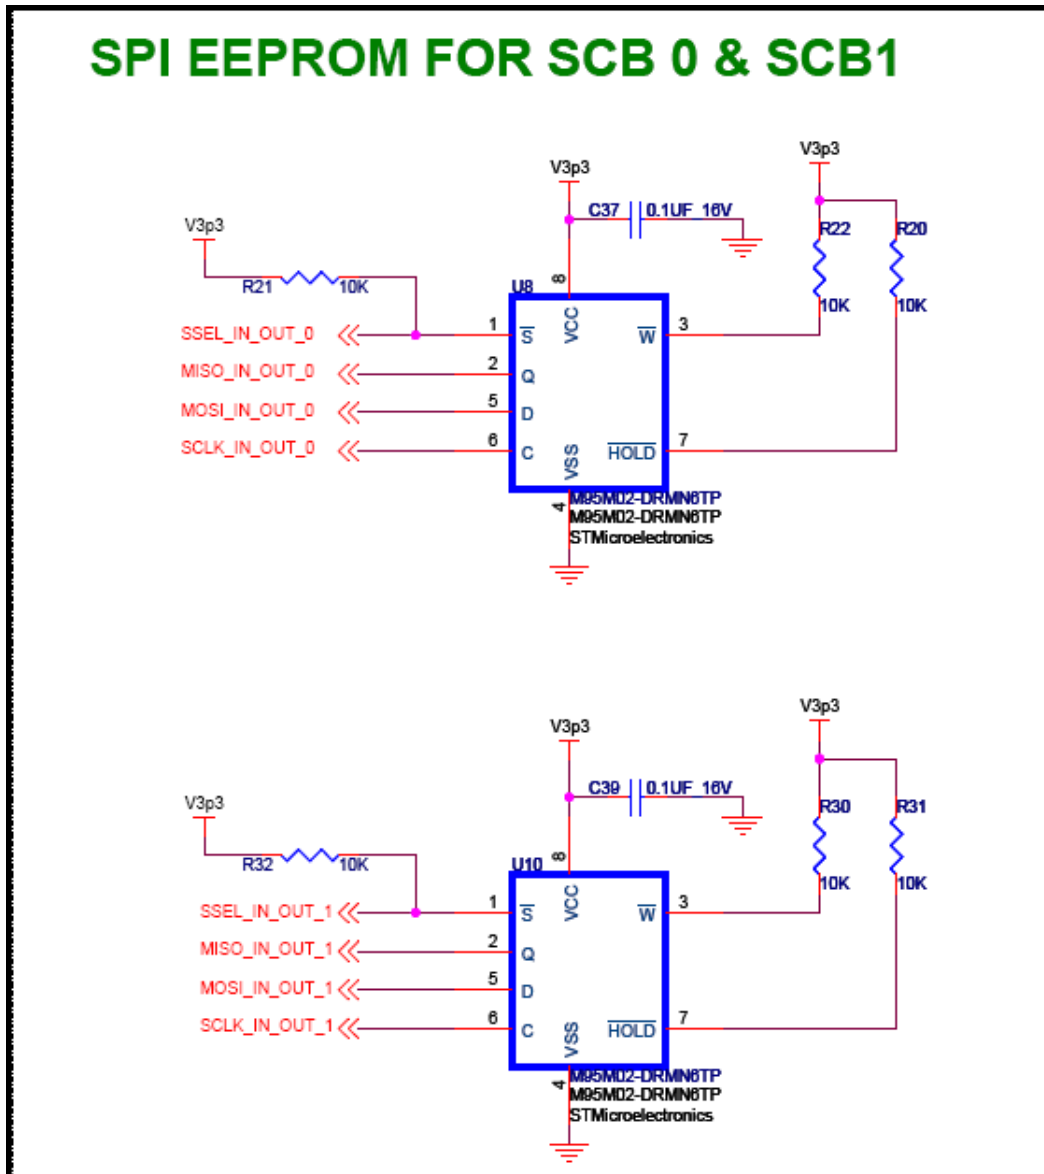 SPI EEPROM FOR SCB 0 & SCB1
V3p3
V3p3
V3p3
C37 0.1UF_16V
R22 R20
R21 10K
10K 10K
U8
8
VCC
SSEL_IN_OUT_0 1 S W 3
MISO_IN_OUT_0 2 Q
MOSI_IN_OUT_0 5 D
SCLK_IN_OUT_0 6 C HOLD 7
VSS
4
M95M02-DRMN6TP
M95M02-DRMN6TP
STMicroelectronics
V3p3
V3p3
V3p3
C39 0.1UF_16V
R30 R31
R32 10K
10K 10K
U10
8
VCC
SSEL_IN_OUT_1 1 S W 3
MISO_IN_OUT_1 2 Q
MOSI_IN_OUT_1 5 D
SCLK_IN_OUT_1 6 C HOLD 7
VSS
4
M95M02-DRMN6TP
M95M02-DRMN6TP
STMicroelectronics